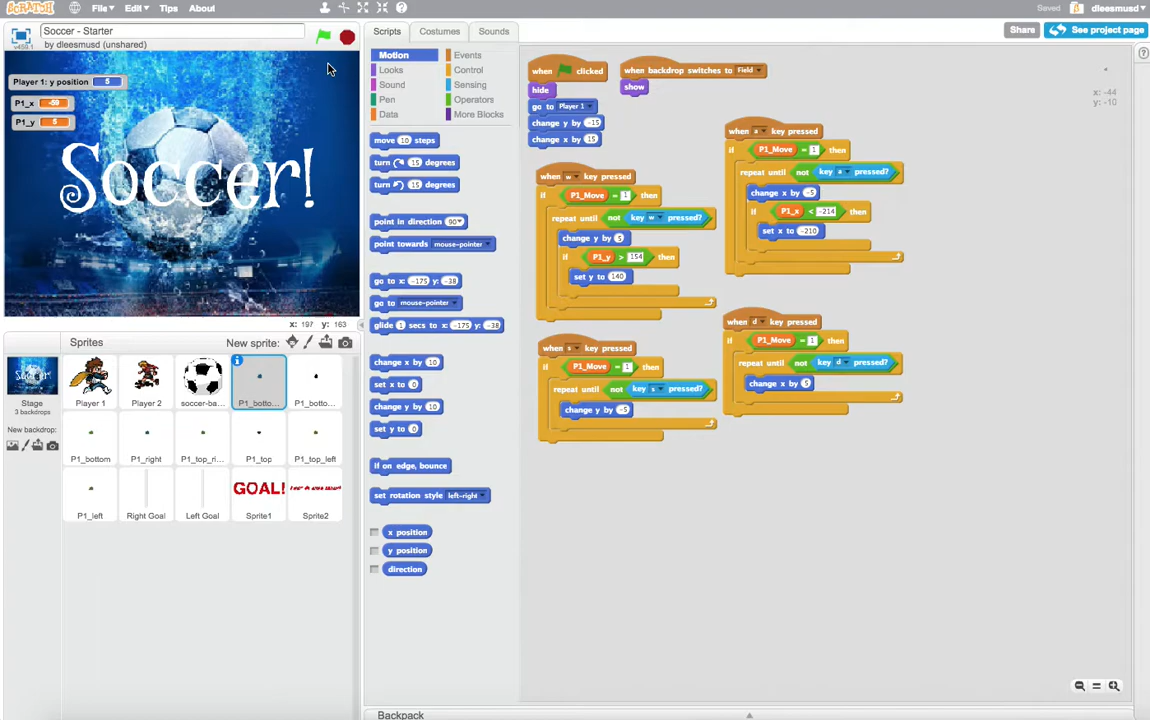 SCRATCH File Edit Tips About Saved dleesmusd
Soccer - Starter
by dleesmusd (unshared)
v459.1
Scripts Costumes Sounds
Share See project page
Player 1: y position 5
P1_x -59
P1_y 5
Soccer!
x: 197 y: 163
Motion Events
Looks Control
Sound Sensing
Pen Operators
Data More Blocks
move 10 steps
turn 15 degrees
turn 15 degrees
point in direction 90
point towards mouse-pointer
go to x: -175 y: -38
go to mouse-pointer
glide 1 secs to x: -175 y: -38
change x by 10
set x to 0
change y by 10
set y to 0
if on edge, bounce
set rotation style left-right
x position
y position
direction
when clicked
hide
go to Player 1
change y by -15
change x by 15
when backdrop switches to Field
show
when w key pressed
if P1_Move = 1 then
repeat until not key w pressed?
change y by 5
if P1_y > 154 then
set y to 140
when s key pressed
if P1_Move = 1 then
repeat until not key s pressed?
change y by -5
when a key pressed
if P1_Move = 1 then
repeat until not key a pressed?
change x by -5
if P1_x < -214 then
set x to -210
when d key pressed
if P1_Move = 1 then
repeat until not key d pressed?
change x by 5
x: -44
y: -10
Sprites New sprite:
Stage
3 backdrops
New backdrop:
Player 1 Player 2 soccer-ba... P1_botto... P1_botto...
P1_bottom P1_right P1_top_ri... P1_top P1_top_left
P1_left Right Goal Left Goal Sprite1 Sprite2
GOAL!
Backpack